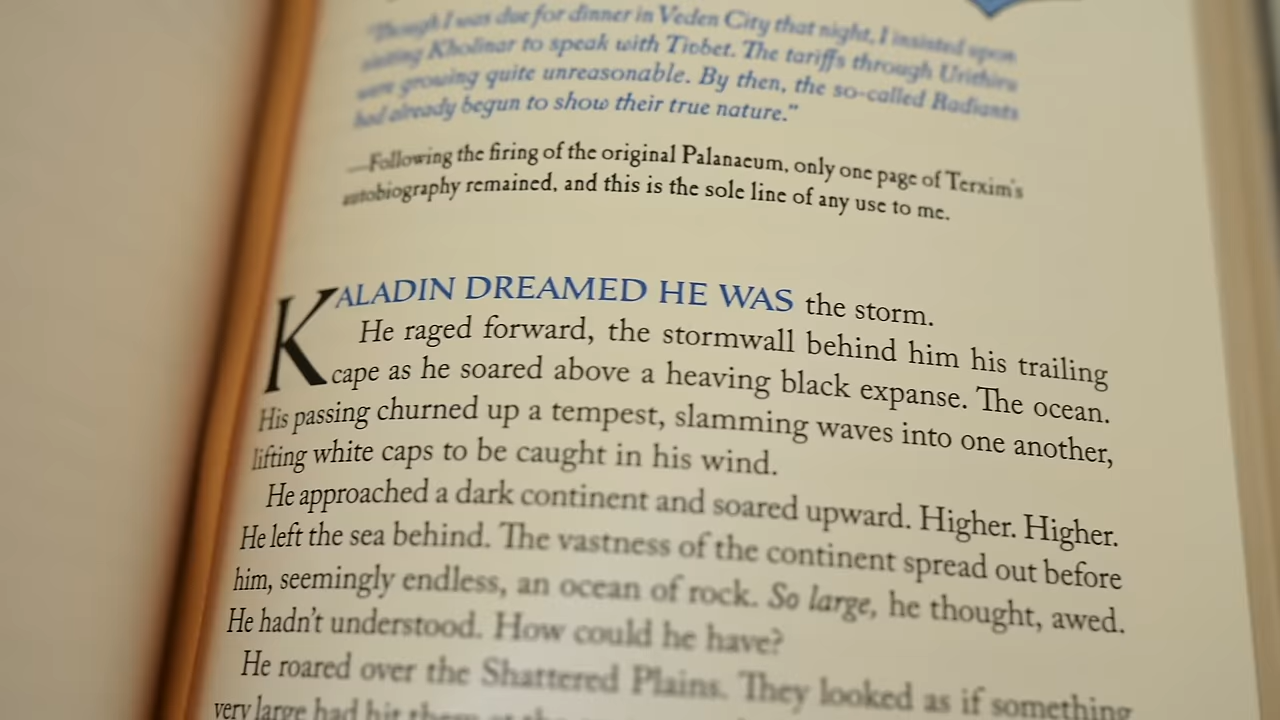 "Though I was due for dinner in Veden City that night, I insisted upon
visiting Kholinar to speak with Tivbet. The tariffs through Urithiru
were growing quite unreasonable. By then, the so-called Radiants
had already begun to show their true nature."
—Following the firing of the original Palanaeum, only one page of Terxim's
autobiography remained, and this is the sole line of any use to me.
KALADIN DREAMED HE WAS the storm.
He raged forward, the stormwall behind him his trailing
cape as he soared above a heaving black expanse. The ocean.
His passing churned up a tempest, slamming waves into one another,
lifting white caps to be caught in his wind.
He approached a dark continent and soared upward. Higher. Higher.
He left the sea behind. The vastness of the continent spread out before
him, seemingly endless, an ocean of rock. So large, he thought, awed.
He hadn't understood. How could he have?
He roared over the Shattered Plains. They looked as if something
very large had hit them at the